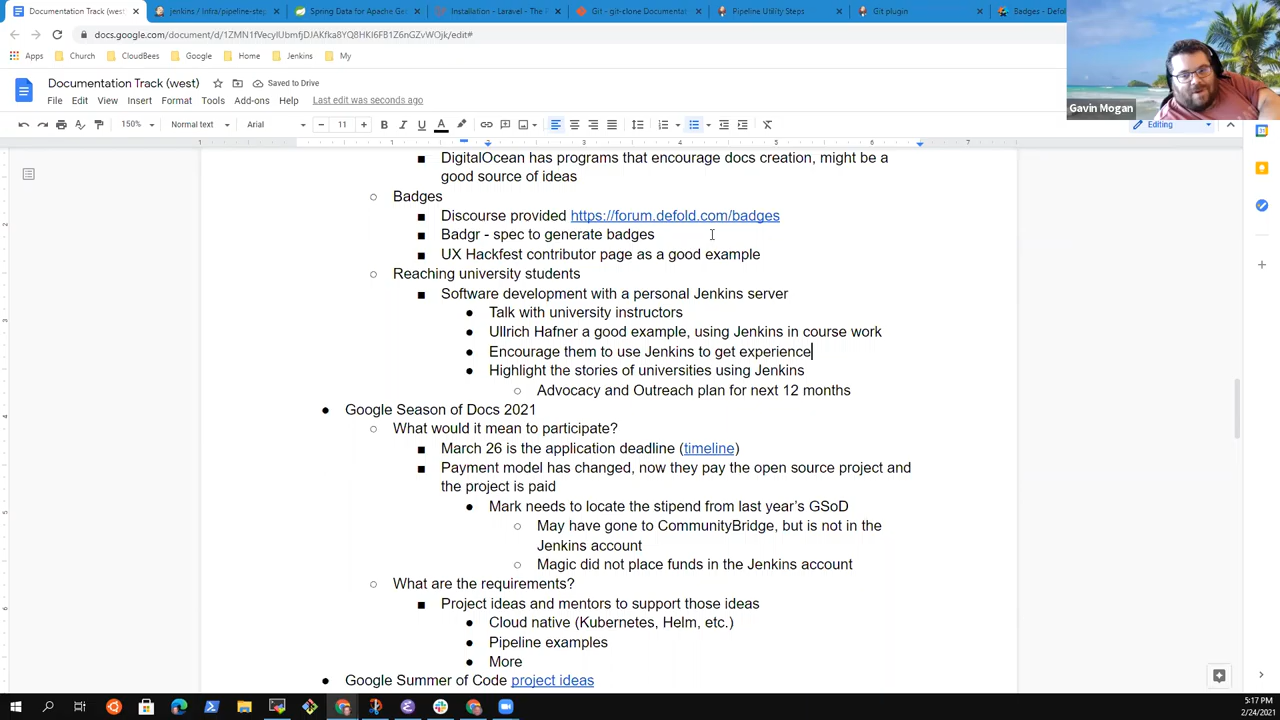 Documentation Track (west)
jenkins / Infra/pipeline-step
Spring Data for Apache Ge
Installation - Laravel - The
Git - git-clone Documentat
Pipeline Utility Steps
Git plugin
Badges - Defol
docs.google.com/document/d/1ZMN1fVecyIUbmfjDJAKfka8YQ8HKI6FB1Z6nGZvWOjk/edit#
Apps
Church
CloudBees
Google
Home
Jenkins
My
Documentation Track (west)
Saved to Drive
File Edit View Insert Format Tools Add-ons Help Last edit was seconds ago
Gavin Mogan
150% Normal text Arial 11 Editing
DigitalOcean has programs that encourage docs creation, might be a
good source of ideas
Badges
Discourse provided https://forum.defold.com/badges
Badgr - spec to generate badges
UX Hackfest contributor page as a good example
Reaching university students
Software development with a personal Jenkins server
Talk with university instructors
Ullrich Hafner a good example, using Jenkins in course work
Encourage them to use Jenkins to get experience
Highlight the stories of universities using Jenkins
Advocacy and Outreach plan for next 12 months
Google Season of Docs 2021
What would it mean to participate?
March 26 is the application deadline (timeline)
Payment model has changed, now they pay the open source project and
the project is paid
Mark needs to locate the stipend from last year's GSoD
May have gone to CommunityBridge, but is not in the
Jenkins account
Magic did not place funds in the Jenkins account
What are the requirements?
Project ideas and mentors to support those ideas
Cloud native (Kubernetes, Helm, etc.)
Pipeline examples
More
Google Summer of Code project ideas
5:17 PM
2/24/2021